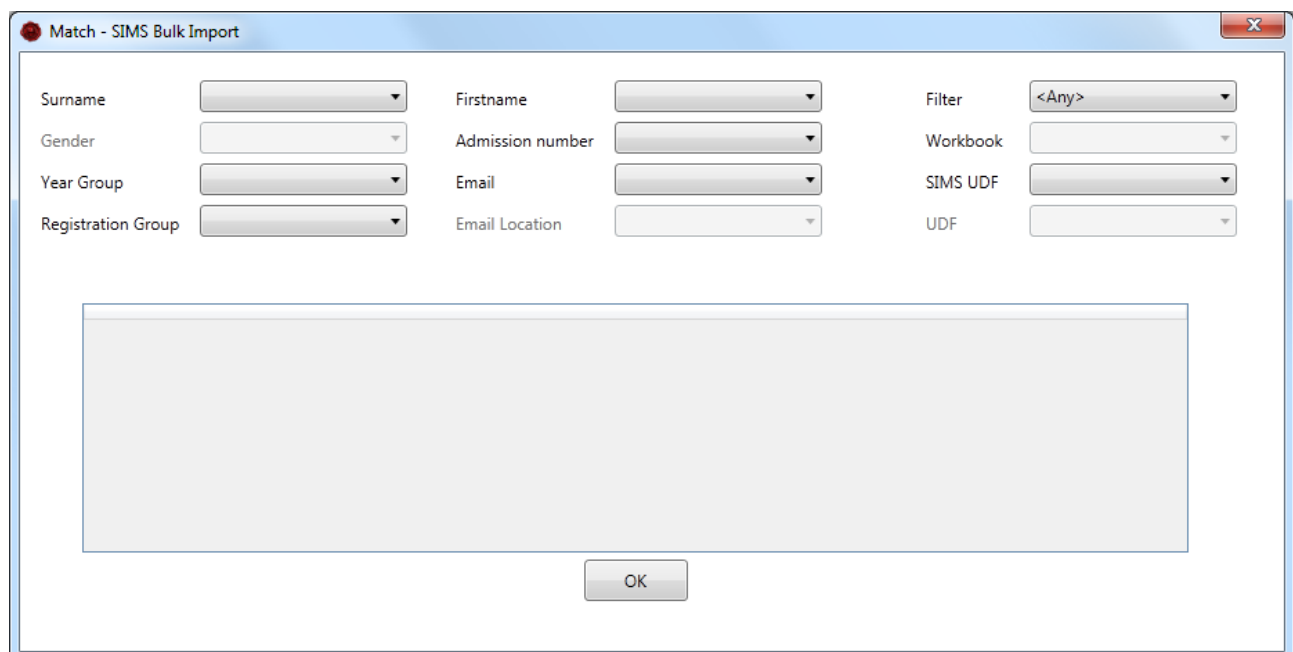 Match - SIMS Bulk Import
Surname Firstname Filter <Any>
Gender Admission number Workbook
Year Group Email SIMS UDF
Registration Group Email Location UDF
OK